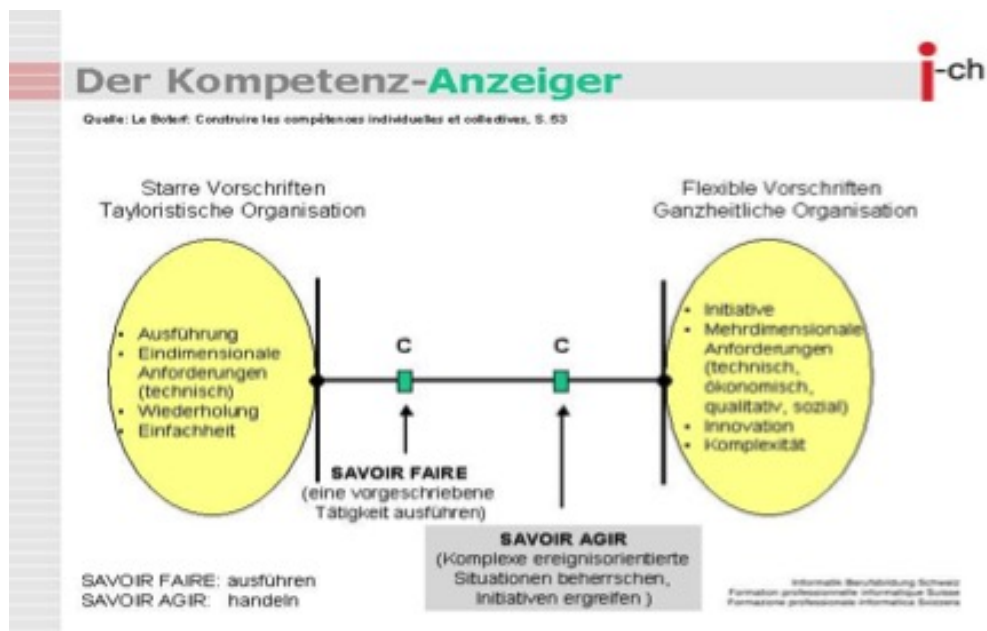 Der Kompetenz-Anzeiger
i-ch
Quelle: Le Boterf: Construire les compétences individuelles et collectives, S. 53
Starre Vorschriften
Tayloristische Organisation
Flexible Vorschriften
Ganzheitliche Organisation
• Ausführung
• Eindimensionale
Anforderungen
(technisch)
• Wiederholung
• Einfachheit
C
C
• Initiative
• Mehrdimensionale
Anforderungen
(technisch,
ökonomisch,
qualitativ, sozial)
• Innovation
• Komplexität
SAVOIR FAIRE
(eine vorgeschriebene
Tätigkeit ausführen)
SAVOIR AGIR
(Komplexe ereignisorientierte
Situationen beherrschen,
Initiativen ergreifen )
SAVOIR FAIRE: ausführen
SAVOIR AGIR: handeln
Informatik Berufsbildung Schweiz
Formation professionnelle informatique Suisse
Formazione professionale informatica Svizzera